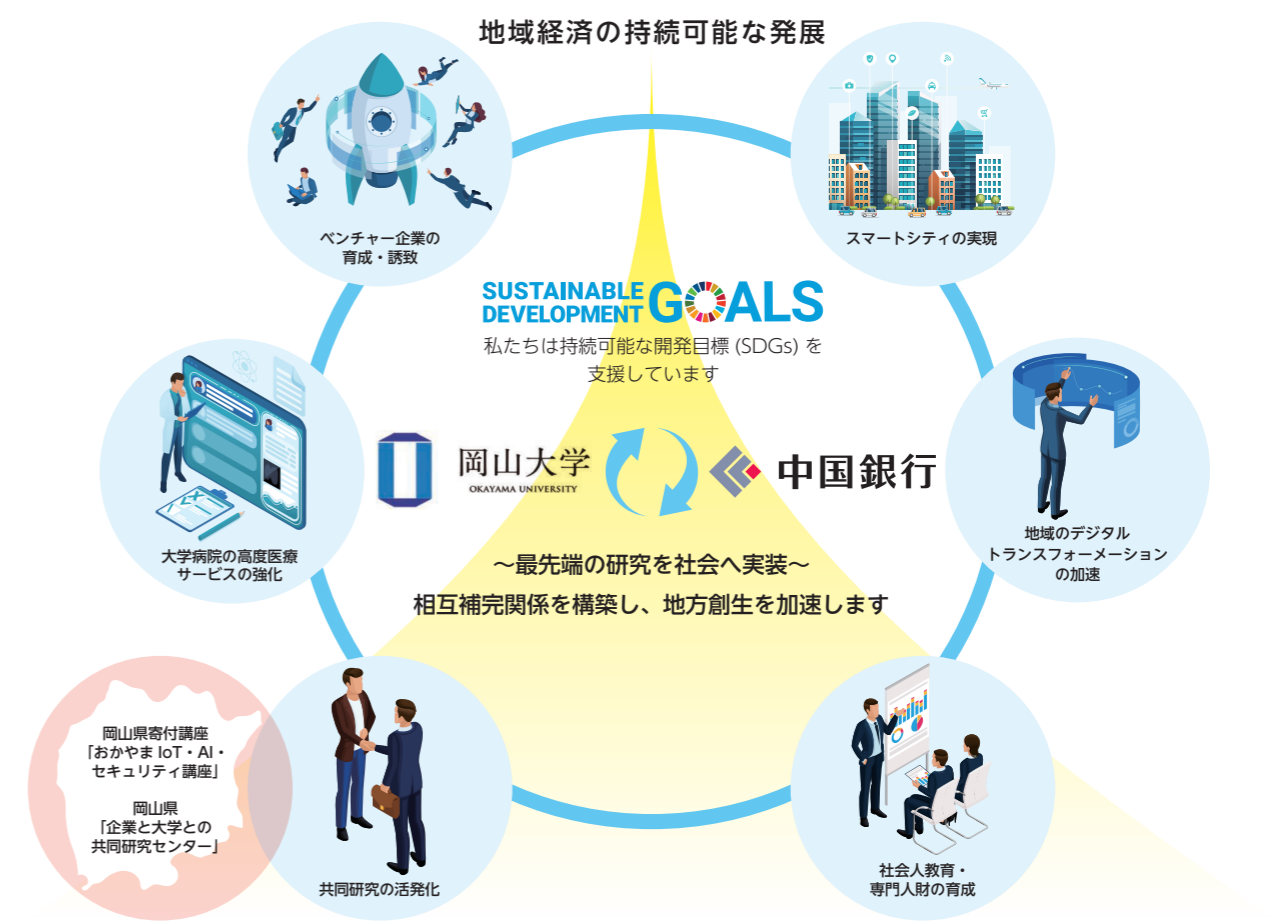 地域経済の持続可能な発展
ベンチャー企業の
育成・誘致
スマートシティの実現
SUSTAINABLE
DEVELOPMENT
GOALS
私たちは持続可能な開発目標 (SDGs) を
支援しています
大学病院の高度医療
サービスの強化
岡山大学
OKAYAMA UNIVERSITY
中国銀行
地域のデジタル
トランスフォーメーション
の加速
～最先端の研究を社会へ実装～
相互補完関係を構築し、地方創生を加速します
岡山県寄付講座
「おかやま IoT・AI・
セキュリティ講座」
岡山県
「企業と大学との
共同研究センター」
共同研究の活発化
社会人教育・
専門人財の育成